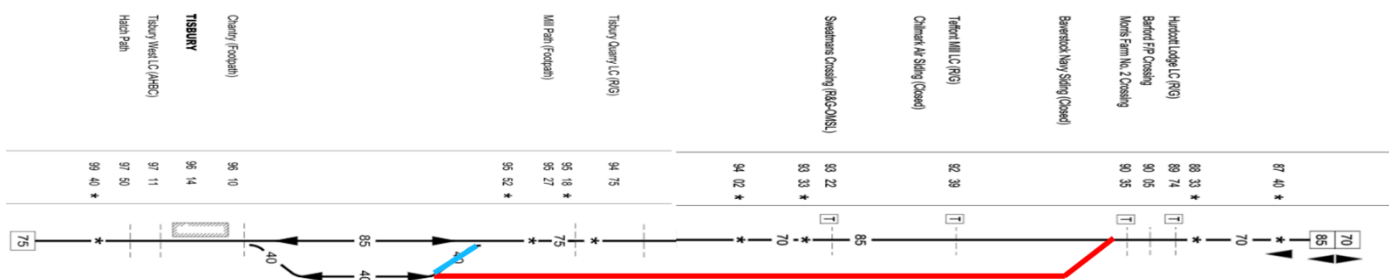 Hatch Path
Tisbury West LC (AHBC)
TISBURY
Chantry (Footpath)
Mill Path (Footpath)
Tisbury Quarry LC (R/G)
Sweatmans Crossing (R&G-OMSL)
Chilmark Air Siding (Closed)
Teffont Mill LC (R/G)
Baverstock Navy Siding (Closed)
Morris Farm No. 2 Crossing
Barford F/P Crossing
Hurdcott Lodge LC (R/G)
99 40 *
97 50
97 11
96 14
96 10
95 52 *
95 27
95 18 *
94 75
94 02 *
93 33 *
93 22
92 39
90 35
90 05
89 74
88 33 *
87 40 *
75
*
40
85
40
40
*
75
*
*
70
*
T
85
T
T
T
*
70
*
85
70